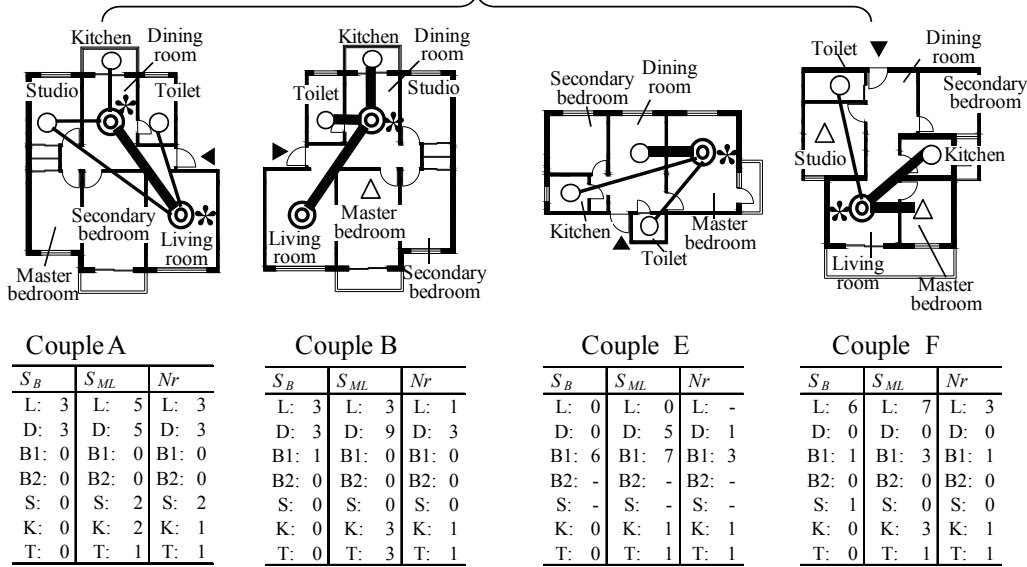 Kitchen
Dining
room
Studio
Toilet
Secondary
bedroom
Living
room
Master
bedroom
Kitchen
Dining
room
Toilet
Studio
Master
bedroom
Living
room
Secondary
bedroom
Secondary
bedroom
Dining
room
Kitchen
Master
bedroom
Toilet
Toilet
Dining
room
Secondary
bedroom
Studio
Kitchen
Living
room
Master
bedroom
Couple A
S_B S_ML Nr
L: 3 L: 5 L: 3
D: 3 D: 5 D: 3
B1: 0 B1: 0 B1: 0
B2: 0 B2: 0 B2: 0
S: 0 S: 2 S: 2
K: 0 K: 2 K: 1
T: 0 T: 1 T: 1
Couple B
S_B S_ML Nr
L: 3 L: 3 L: 1
D: 3 D: 9 D: 3
B1: 1 B1: 0 B1: 0
B2: 0 B2: 0 B2: 0
S: 0 S: 0 S: 0
K: 0 K: 3 K: 1
T: 0 T: 3 T: 1
Couple E
S_B S_ML Nr
L: 0 L: 0 L: -
D: 0 D: 5 D: 1
B1: 6 B1: 7 B1: 3
B2: - B2: - B2: -
S: - S: - S: -
K: 0 K: 1 K: 1
T: 0 T: 1 T: 1
Couple F
S_B S_ML Nr
L: 6 L: 7 L: 3
D: 0 D: 0 D: 0
B1: 1 B1: 3 B1: 1
B2: 0 B2: 0 B2: 0
S: 1 S: 0 S: 0
K: 0 K: 3 K: 1
T: 0 T: 1 T: 1